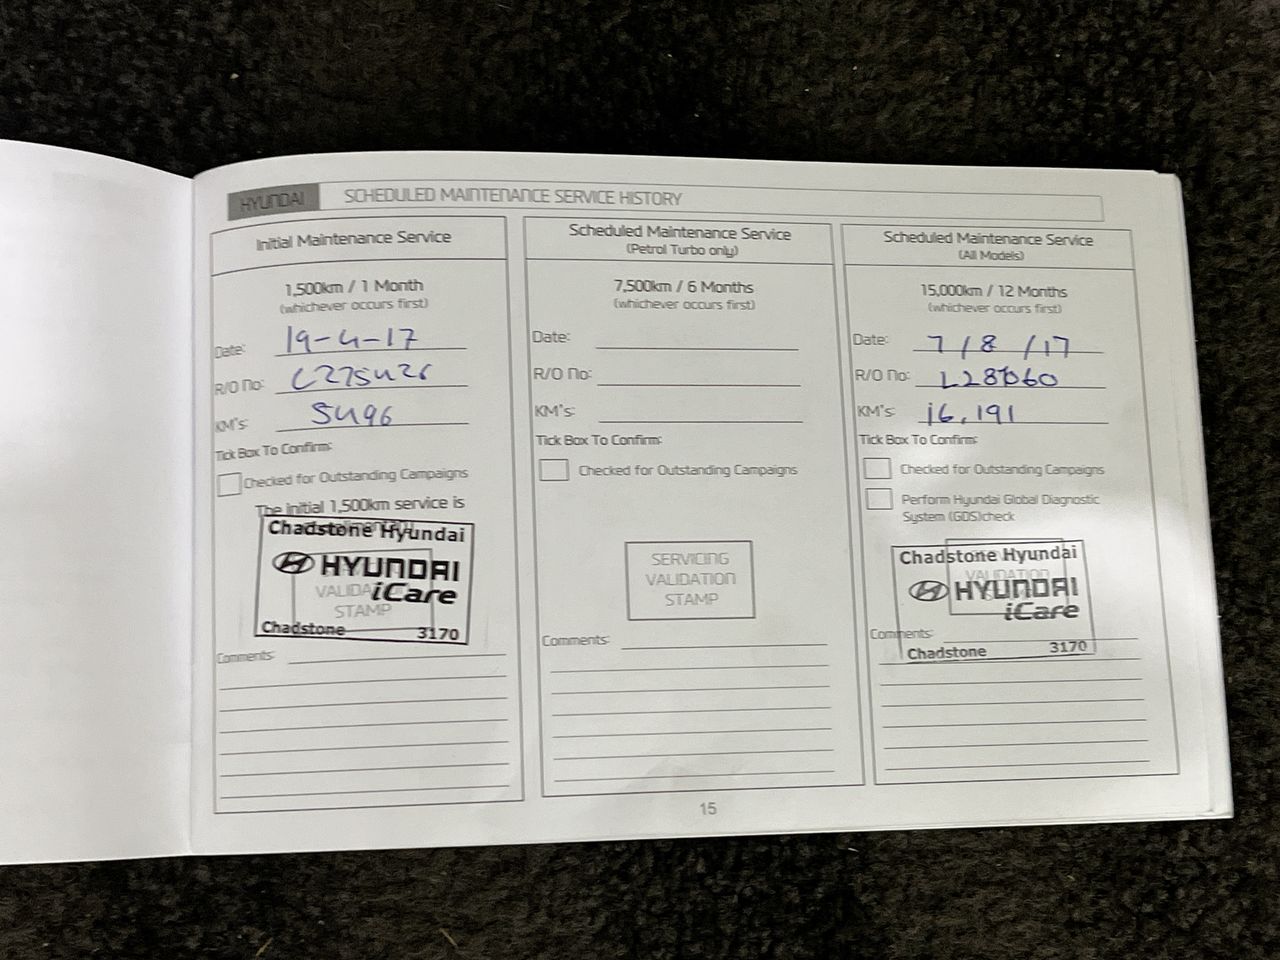 HYUNDAI
SCHEDULED MAINTENANCE SERVICE HISTORY
Initial Maintenance Service
1,500km / 1 Month
(whichever occurs first)
Date: 19-4-17
R/O No:
KM's: 5496
Tick Box To Confirm:
Checked for Outstanding Campaigns
The initial 1,500km service is
Chadstone Hyundai
HYUNDAI
iCare
STAMP
Chadstone 3170
Comments:
Scheduled Maintenance Service
(Petrol Turbo only)
7,500km / 6 Months
(whichever occurs first)
Date:
R/O No:
KM's:
Tick Box To Confirm:
Checked for Outstanding Campaigns
SERVICING
VALIDATION
STAMP
Comments:
Scheduled Maintenance Service
(All Models)
15,000km / 12 Months
(whichever occurs first)
Date: 7/8/17
R/O No:
KM's: 16,191
Tick Box To Confirm:
Checked for Outstanding Campaigns
Perform Hyundai Global Diagnostic
System (GDS)check
Chadstone Hyundai
VALIDATION
HYUNDAI
iCare
Comments:
Chadstone 3170
15